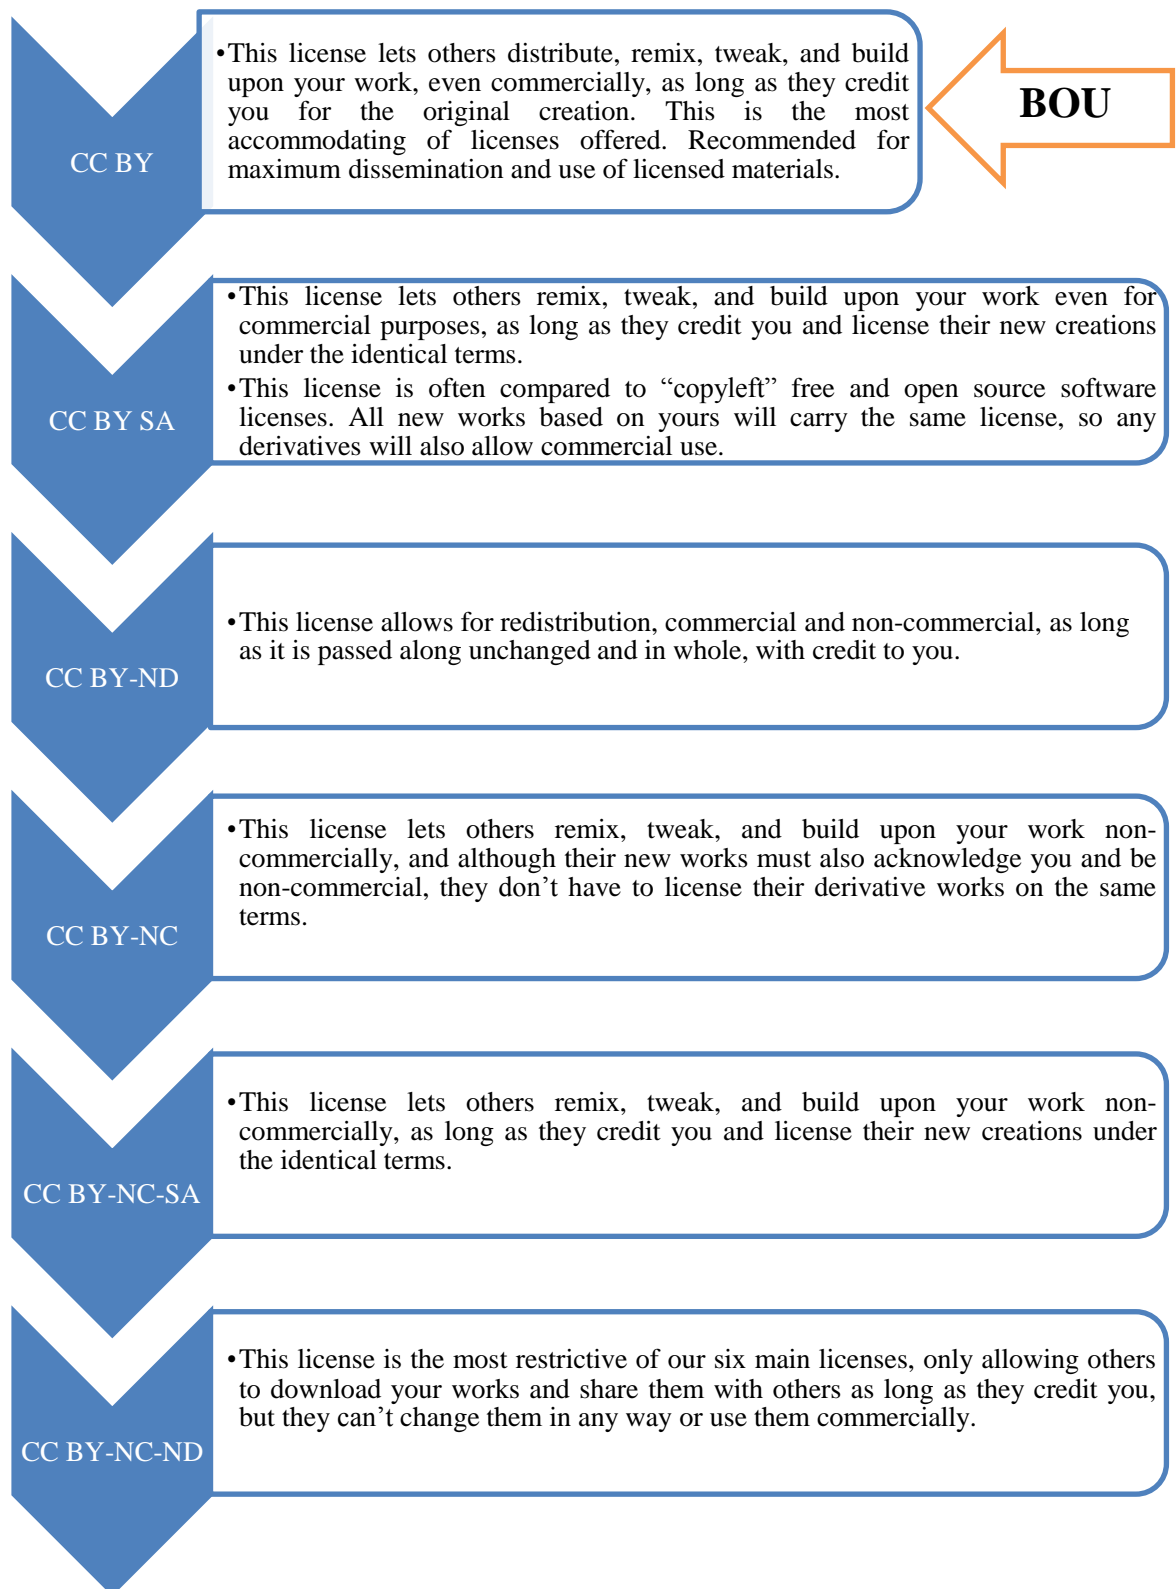 •This license lets others distribute, remix, tweak, and build
upon your work, even commercially, as long as they credit
you for the original creation. This is the most
accommodating of licenses offered. Recommended for
maximum dissemination and use of licensed materials.
CC BY
BOU
•This license lets others remix, tweak, and build upon your work even for
commercial purposes, as long as they credit you and license their new creations
under the identical terms.
•This license is often compared to “copyleft” free and open source software
licenses. All new works based on yours will carry the same license, so any
derivatives will also allow commercial use.
CC BY SA
•This license allows for redistribution, commercial and non-commercial, as long
as it is passed along unchanged and in whole, with credit to you.
CC BY-ND
•This license lets others remix, tweak, and build upon your work non-
commercially, and although their new works must also acknowledge you and be
non-commercial, they don’t have to license their derivative works on the same
terms.
CC BY-NC
•This license lets others remix, tweak, and build upon your work non-
commercially, as long as they credit you and license their new creations under
the identical terms.
CC BY-NC-SA
•This license is the most restrictive of our six main licenses, only allowing others
to download your works and share them with others as long as they credit you,
but they can’t change them in any way or use them commercially.
CC BY-NC-ND